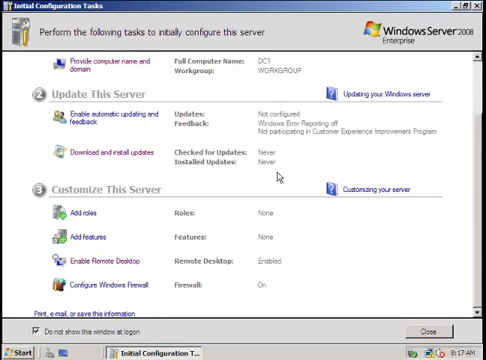 Initial Configuration Tasks
Perform the following tasks to initially configure this server
Windows Server 2008
Enterprise
Provide computer name and domain
Full Computer Name: DC1
Workgroup: WORKGROUP
2 Update This Server
Updating your Windows server
Enable automatic updating and feedback
Updates: Not configured
Feedback: Windows Error Reporting off
Not participating in Customer Experience Improvement Program
Download and install updates
Checked for Updates: Never
Installed Updates: Never
3 Customize This Server
Customizing your server
Add roles
Roles: None
Add features
Features: None
Enable Remote Desktop
Remote Desktop: Enabled
Configure Windows Firewall
Firewall: On
Print, e-mail, or save this information
Do not show this window at logon
Close
Start
Initial Configuration T...
8:17 AM